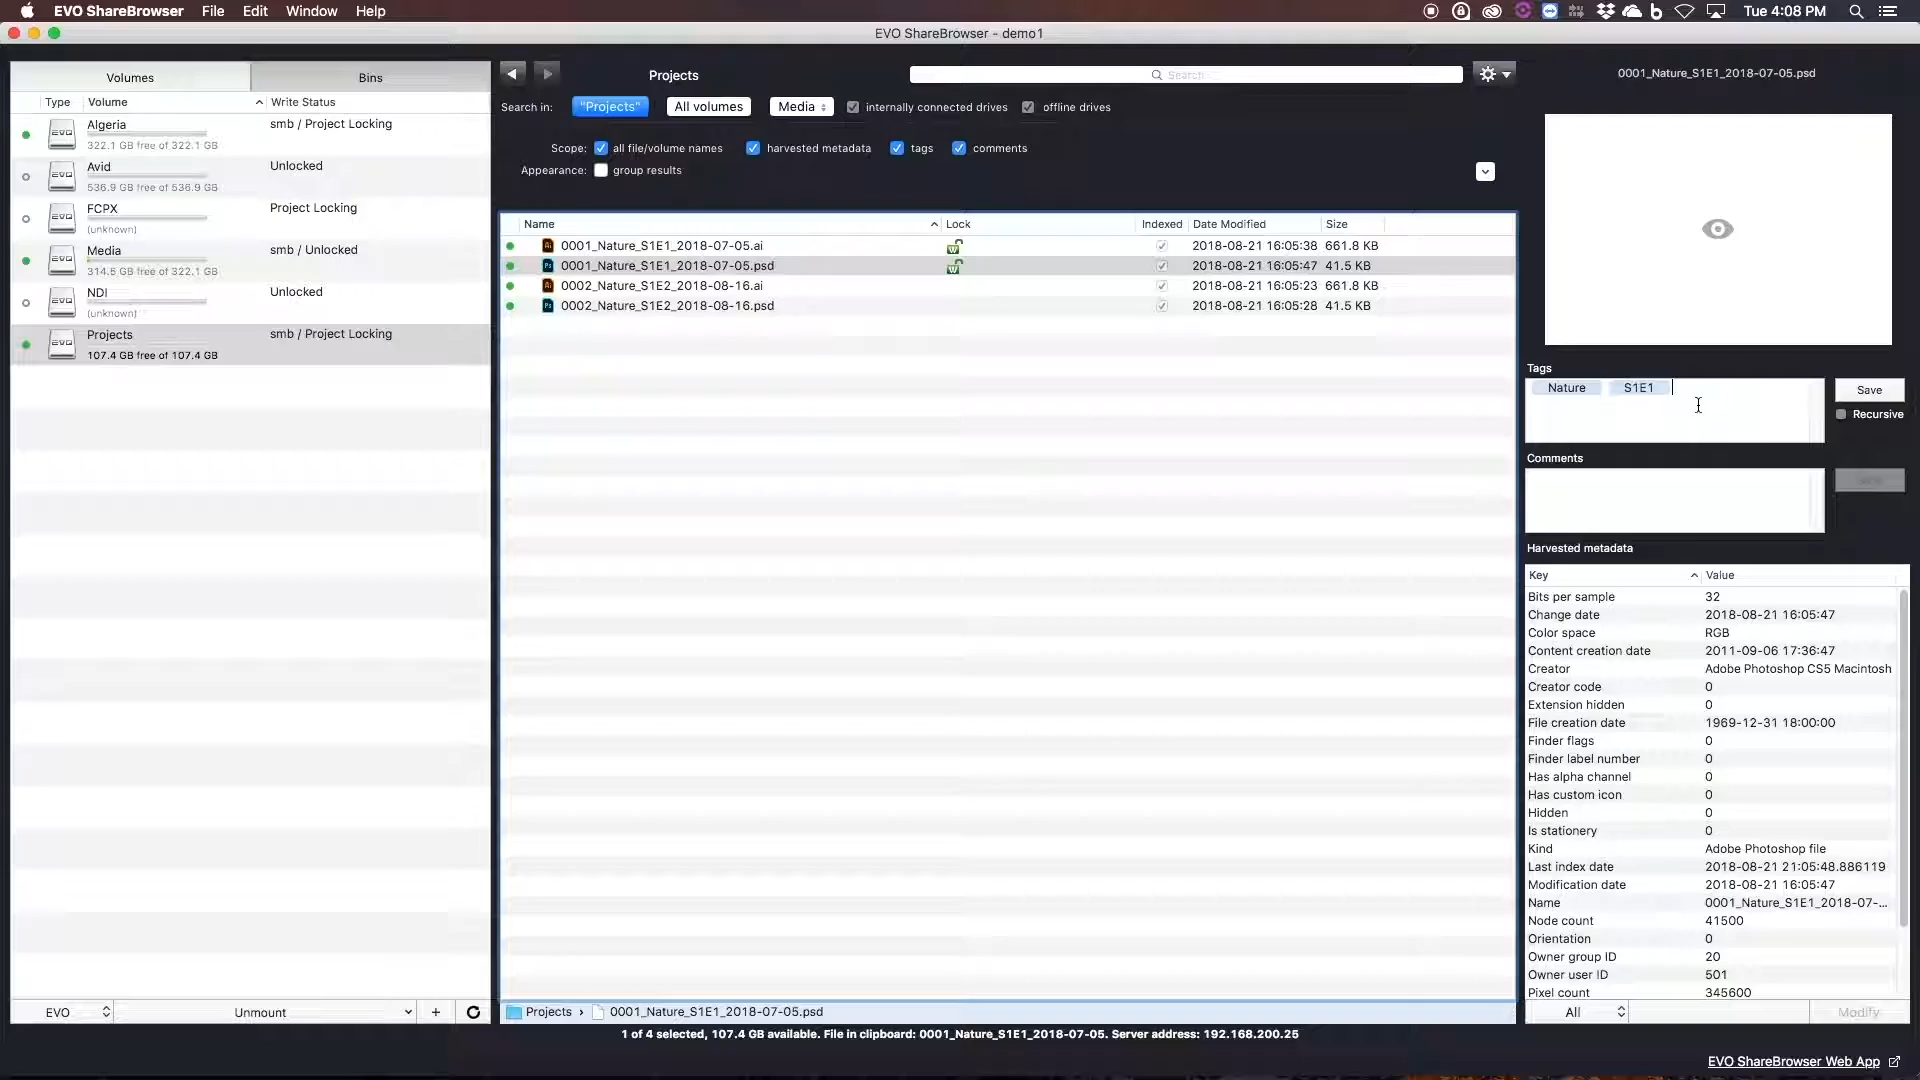 EVO ShareBrowser File Edit Window Help
Tue 4:08 PM
EVO ShareBrowser - demo1
Volumes Bins
Type Volume Write Status
Algeria smb / Project Locking
322.1 GB free of 322.1 GB
Avid Unlocked
536.9 GB free of 536.9 GB
FCPX Project Locking
(unknown)
Media smb / Unlocked
314.5 GB free of 322.1 GB
NDI Unlocked
(unknown)
Projects smb / Project Locking
107.4 GB free of 107.4 GB
EVO Unmount +
Projects
Search
Search in: "Projects" All volumes Media internally connected drives offline drives
Scope: all file/volume names harvested metadata tags comments
Appearance: group results
Name Lock Indexed Date Modified Size
Ai 0001_Nature_S1E1_2018-07-05.ai 2018-08-21 16:05:38 661.8 KB
Ps 0001_Nature_S1E1_2018-07-05.psd 2018-08-21 16:05:47 41.5 KB
Ai 0002_Nature_S1E2_2018-08-16.ai 2018-08-21 16:05:23 661.8 KB
Ps 0002_Nature_S1E2_2018-08-16.psd 2018-08-21 16:05:28 41.5 KB
Projects › 0001_Nature_S1E1_2018-07-05.psd
1 of 4 selected, 107.4 GB available. File in clipboard: 0001_Nature_S1E1_2018-07-05. Server address: 192.168.200.25
0001_Nature_S1E1_2018-07-05.psd
Tags
Nature S1E1
Save
Recursive
Comments
Harvested metadata
Key Value
Bits per sample 32
Change date 2018-08-21 16:05:47
Color space RGB
Content creation date 2011-09-06 17:36:47
Creator Adobe Photoshop CS5 Macintosh
Creator code 0
Extension hidden 0
File creation date 1969-12-31 18:00:00
Finder flags 0
Finder label number 0
Has alpha channel 0
Has custom icon 0
Hidden 0
Is stationery 0
Kind Adobe Photoshop file
Last index date 2018-08-21 21:05:48.886119
Modification date 2018-08-21 16:05:47
Name 0001_Nature_S1E1_2018-07-...
Node count 41500
Orientation 0
Owner group ID 20
Owner user ID 501
Pixel count 345600
All Modify
EVO ShareBrowser Web App